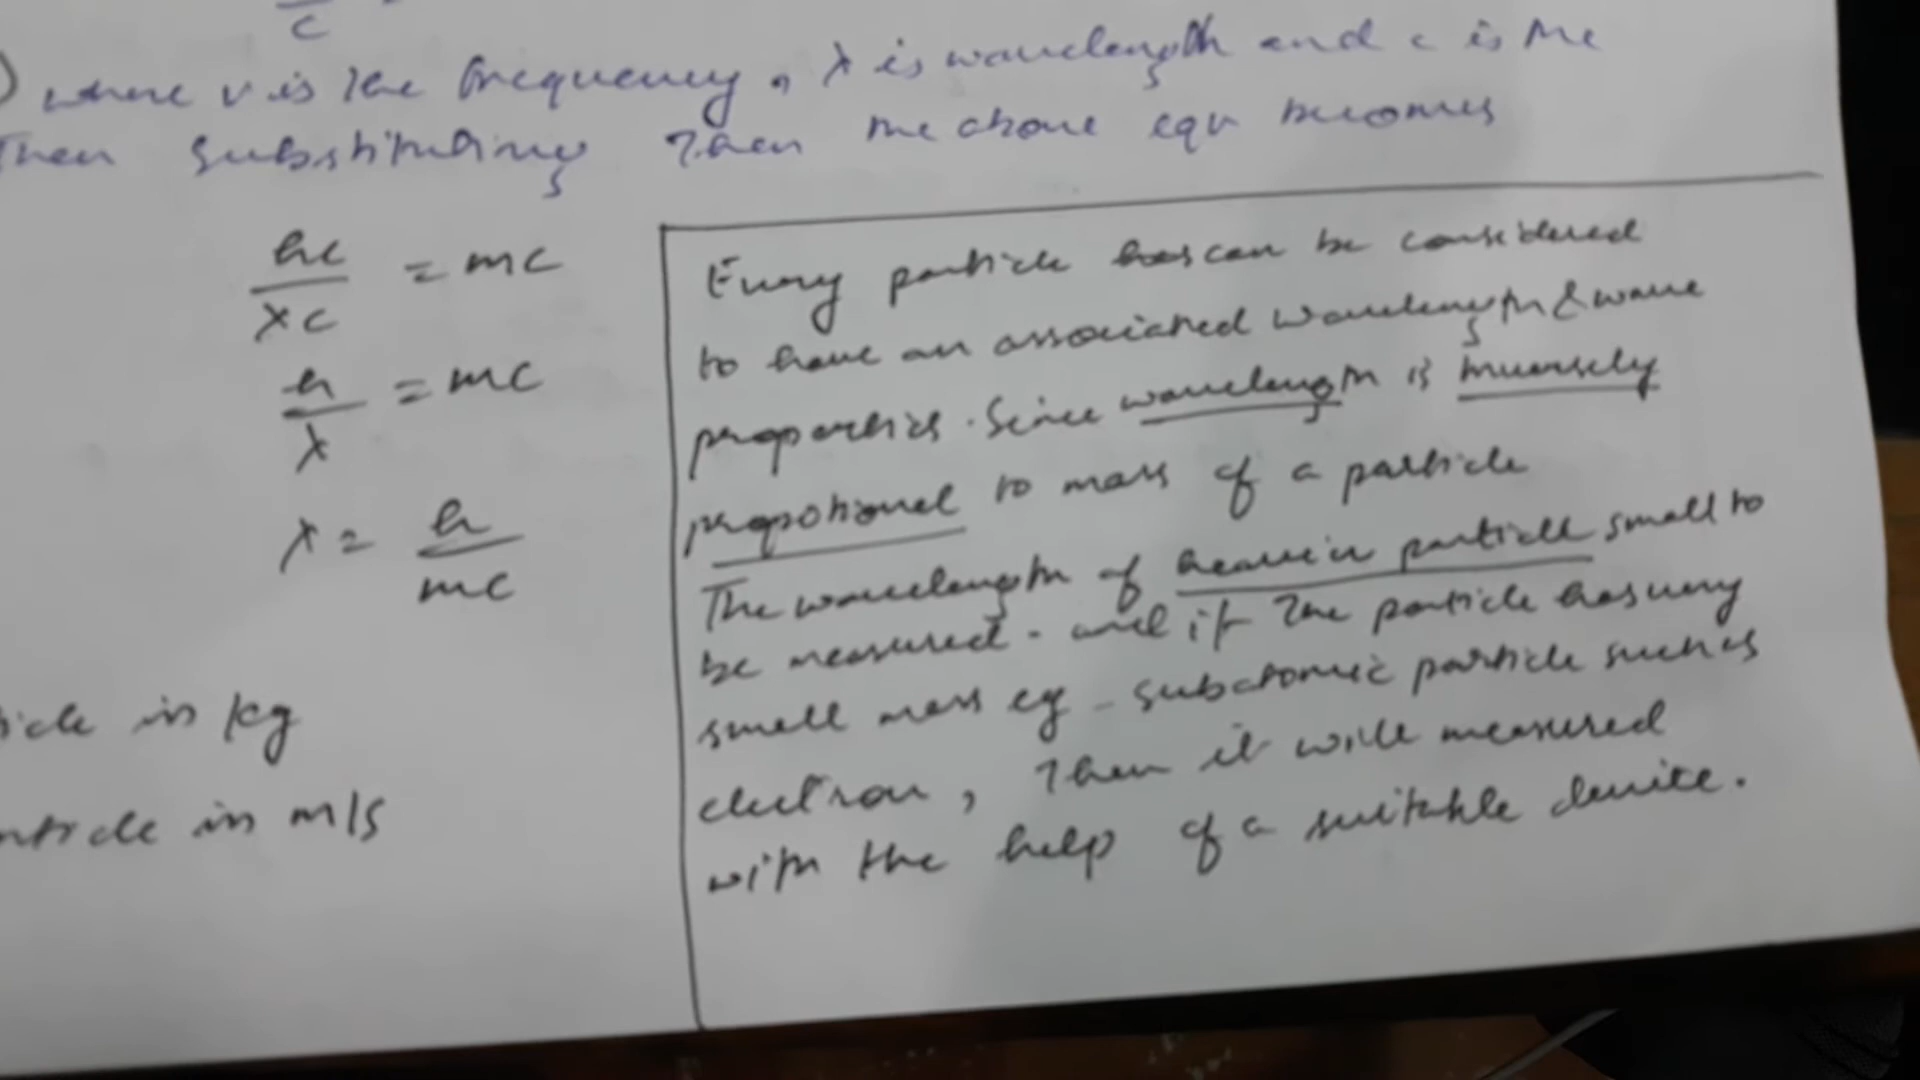 c
where ν is the frequency, λ is wavelength and c is the
Then substituting Then the above eqn becomes
hc/λc = mc
h/λ = mc
λ = h/mc
in kg
in m/s
Every particle has can be considered
to have an associated wavelength & wave
properties. Since wavelength is inversely
propotional to mass of a particle
The wavelength of heavier particle small to
be measured. and if the particle has very
small mass eg - subatomic particle such as
electron, Then it will measured
with the help of a suitable device.